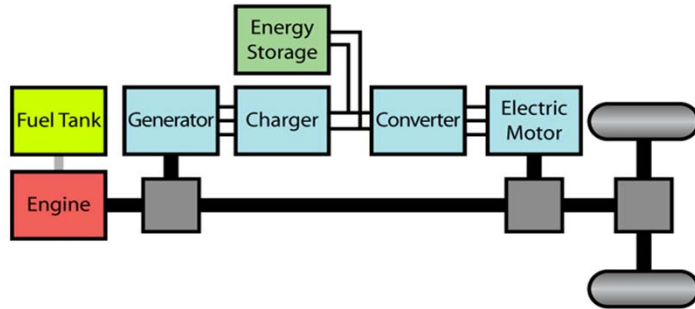 Energy
Storage
Fuel Tank
Generator
Charger
Converter
Electric
Motor
Engine